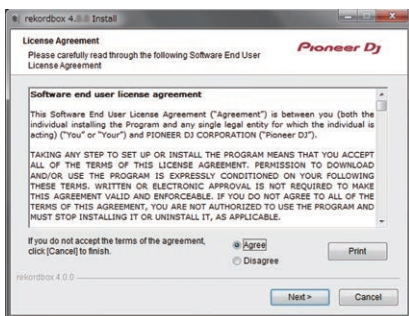 rekordbox 4. Install
License Agreement
Please carefully read through the following Software End User
License Agreement
Pioneer Dj
Software end user license agreement
This Software End User License Agreement ("Agreement") is between you (both the
individual installing the Program and any single legal entity for which the individual is
acting) ("You" or "Your") and PIONEER DJ CORPORATION ("Pioneer DJ").
TAKING ANY STEP TO SET UP OR INSTALL THE PROGRAM MEANS THAT YOU ACCEPT
ALL OF THE TERMS OF THIS LICENSE AGREEMENT. PERMISSION TO DOWNLOAD
AND/OR USE THE PROGRAM IS EXPRESSLY CONDITIONED ON YOUR FOLLOWING
THESE TERMS. WRITTEN OR ELECTRONIC APPROVAL IS NOT REQUIRED TO MAKE
THIS AGREEMENT VALID AND ENFORCEABLE. IF YOU DO NOT AGREE TO ALL OF THE
TERMS OF THIS AGREEMENT, YOU ARE NOT AUTHORIZED TO USE THE PROGRAM AND
MUST STOP INSTALLING IT OR UNINSTALL IT, AS APPLICABLE.
If you do not accept the terms of the agreement,
click [Cancel] to finish.
Agree
Disagree
Print
rekordbox 4.0.0
Next >
Cancel